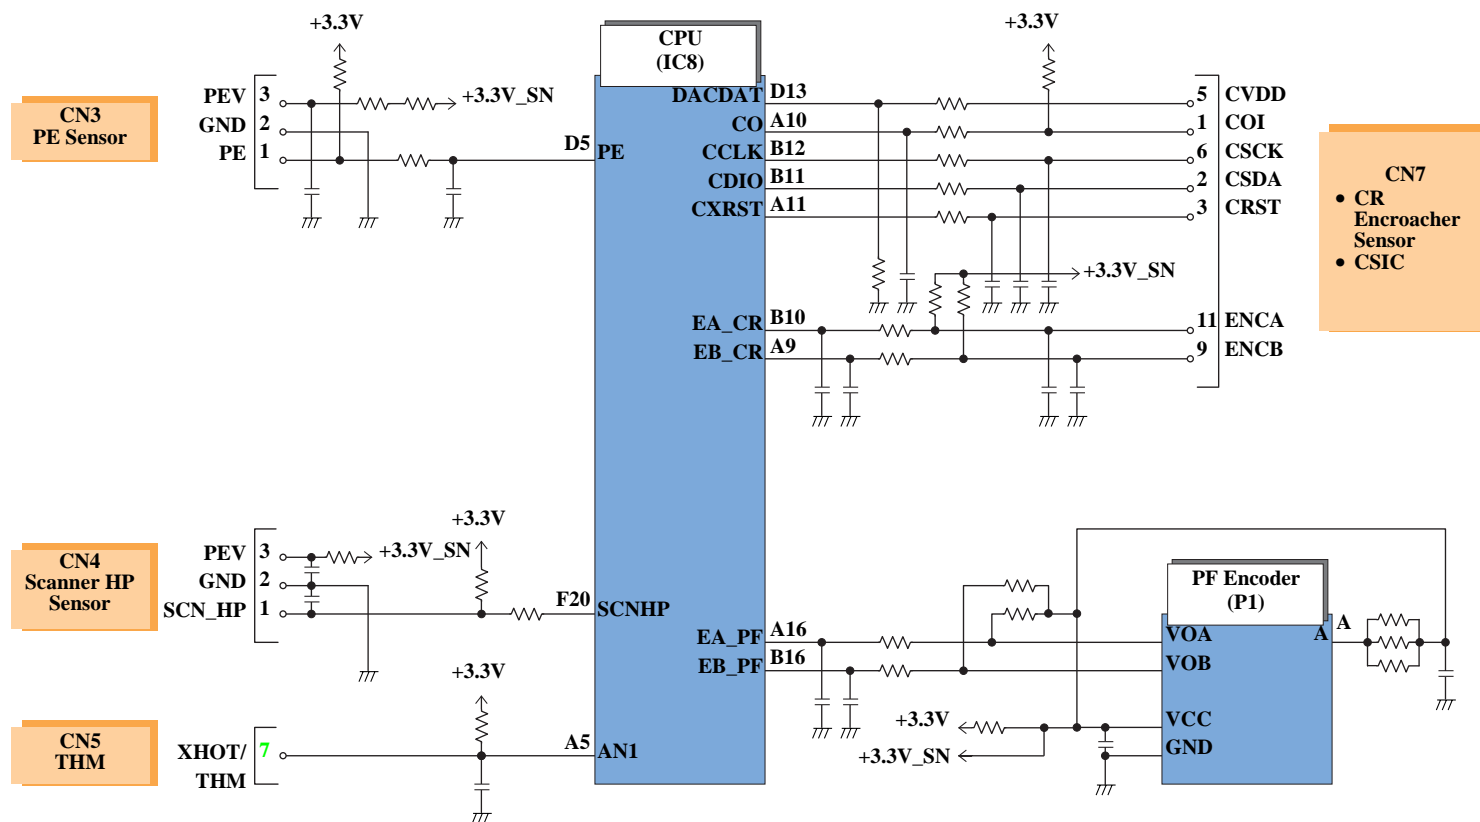 +3.3V
CPU
(IC8)
+3.3V
CN3
PE Sensor
PEV 3
GND 2
PE 1
+3.3V_SN
D5 PE
DACDAT D13
CO A10
CCLK B12
CDIO B11
CXRST A11
5 CVDD
1 COI
6 CSCK
2 CSDA
3 CRST
CN7
• CR
Encroacher
Sensor
• CSIC
+3.3V_SN
EA_CR B10
EB_CR A9
11 ENCA
9 ENCB
CN4
Scanner HP
Sensor
PEV 3
GND 2
SCN_HP 1
+3.3V_SN
+3.3V
F20 SCNHP
EA_PF A16
EB_PF B16
PF Encoder
(P1)
VOA
VOB
VCC
GND
A A
+3.3V
+3.3V_SN
CN5
THM
XHOT/
THM
7
+3.3V
A5 AN1